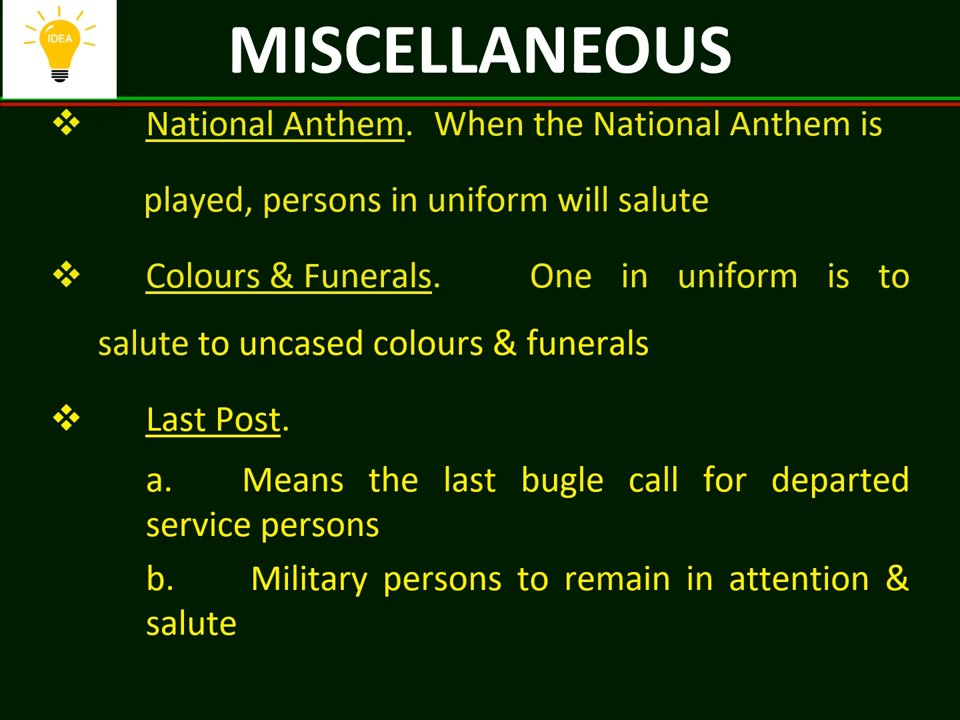 IDEA
MISCELLANEOUS
❖ National Anthem. When the National Anthem is
played, persons in uniform will salute
❖ Colours & Funerals. One in uniform is to
salute to uncased colours & funerals
❖ Last Post.
a. Means the last bugle call for departed
service persons
b. Military persons to remain in attention &
salute